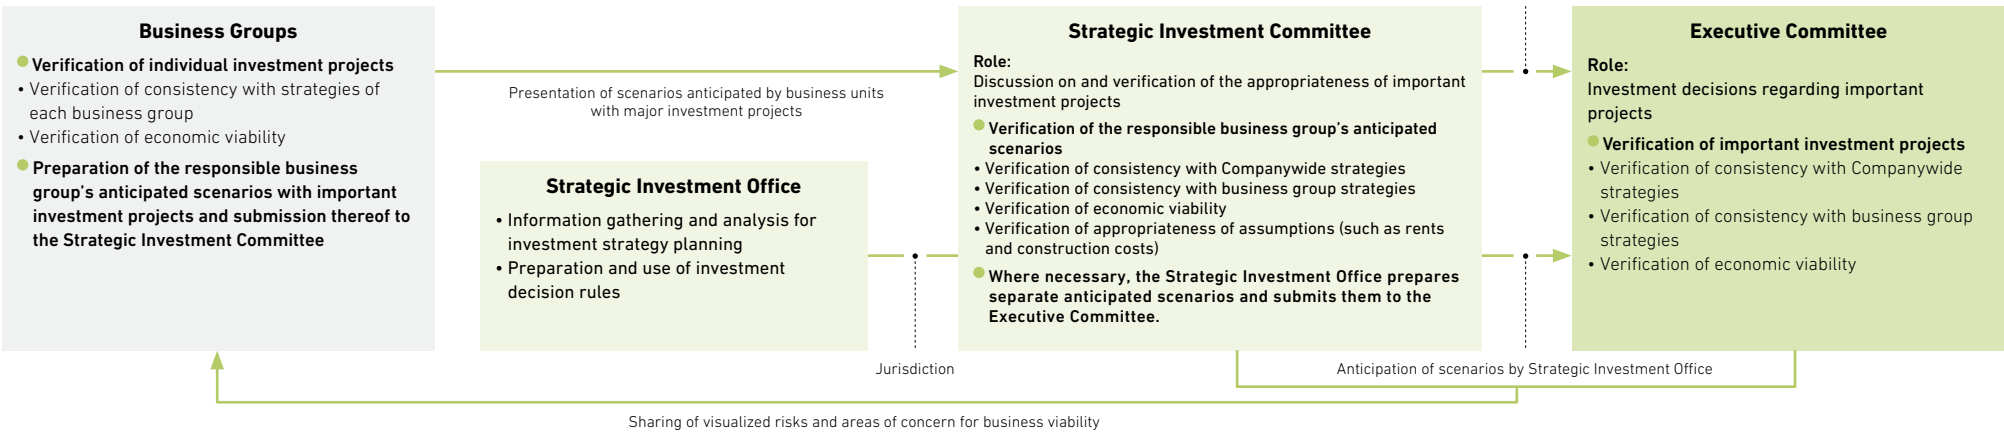 Business Groups
Verification of individual investment projects
• Verification of consistency with strategies of
each business group
• Verification of economic viability
Preparation of the responsible business
group's anticipated scenarios with important
investment projects and submission thereof to
the Strategic Investment Committee
Presentation of scenarios anticipated by business units
with major investment projects
Strategic Investment Office
• Information gathering and analysis for
investment strategy planning
• Preparation and use of investment
decision rules
Jurisdiction
Strategic Investment Committee
Role:
Discussion on and verification of the appropriateness of important
investment projects
Verification of the responsible business group's anticipated
scenarios
• Verification of consistency with Companywide strategies
• Verification of consistency with business group strategies
• Verification of economic viability
• Verification of appropriateness of assumptions (such as rents
and construction costs)
Where necessary, the Strategic Investment Office prepares
separate anticipated scenarios and submits them to the
Executive Committee.
Anticipation of scenarios by Strategic Investment Office
Executive Committee
Role:
Investment decisions regarding important
projects
Verification of important investment projects
• Verification of consistency with Companywide
strategies
• Verification of consistency with business group
strategies
• Verification of economic viability
Sharing of visualized risks and areas of concern for business viability